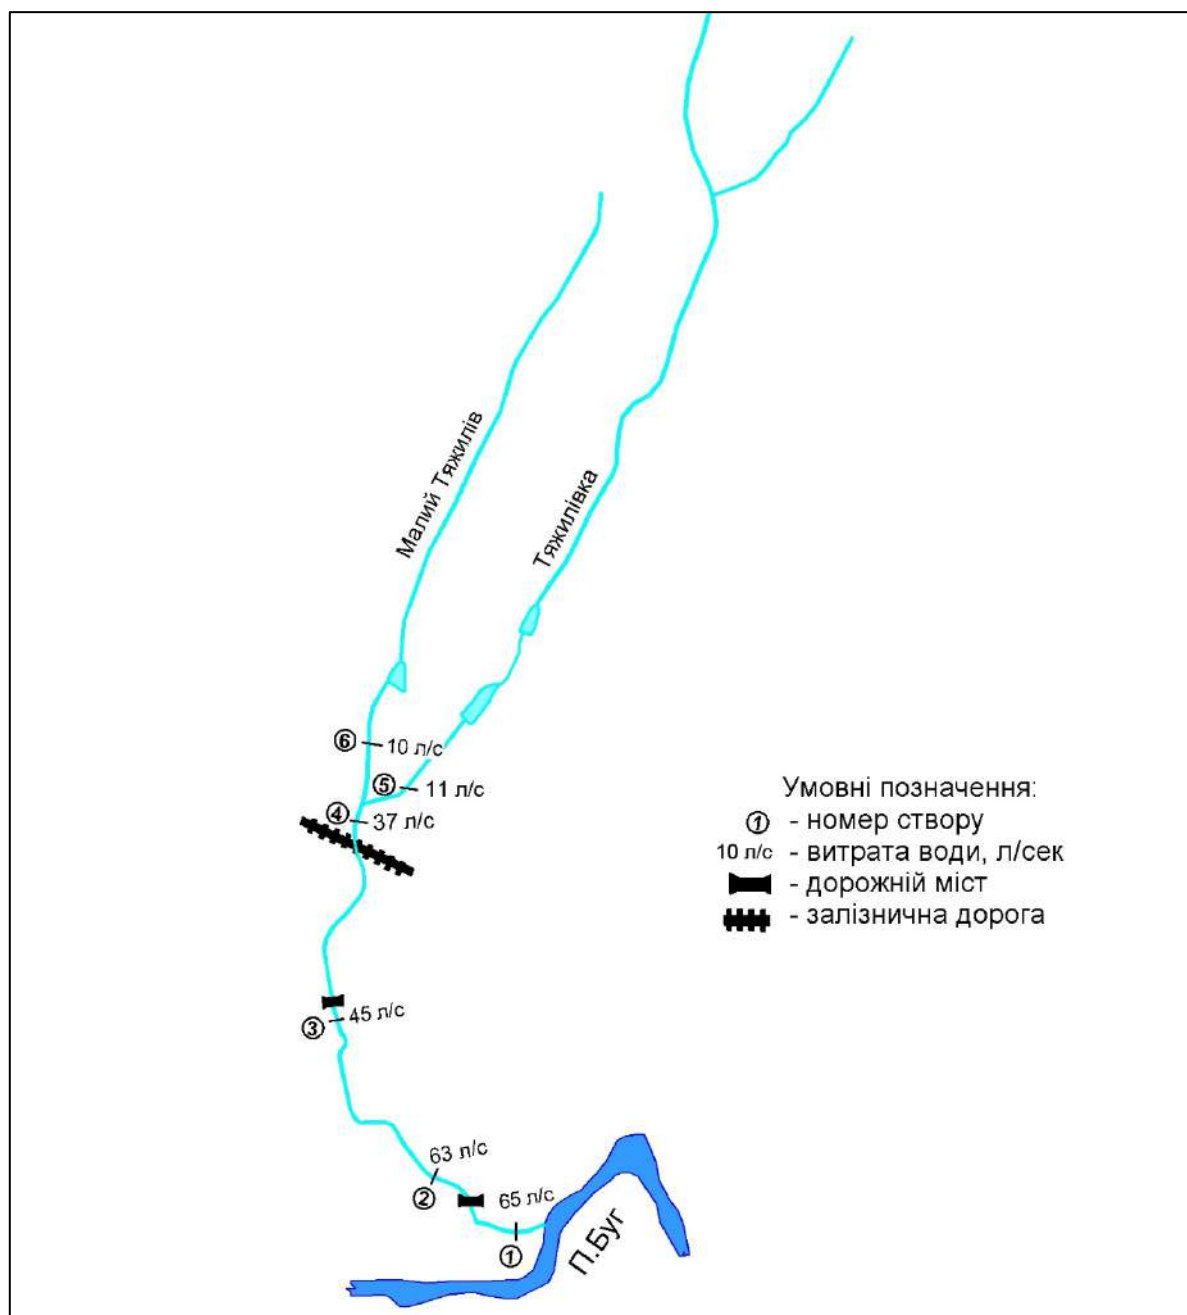 Малий Тяжилів
Тяжилівка
6
10 л/с
5
11 л/с
4
37 л/с
Умовні позначення:
1 - номер створу
10 л/с - витрата води, л/сек
- дорожній міст
- залізнична дорога
3
45 л/с
63 л/с
2
65 л/с
1
П.Буг